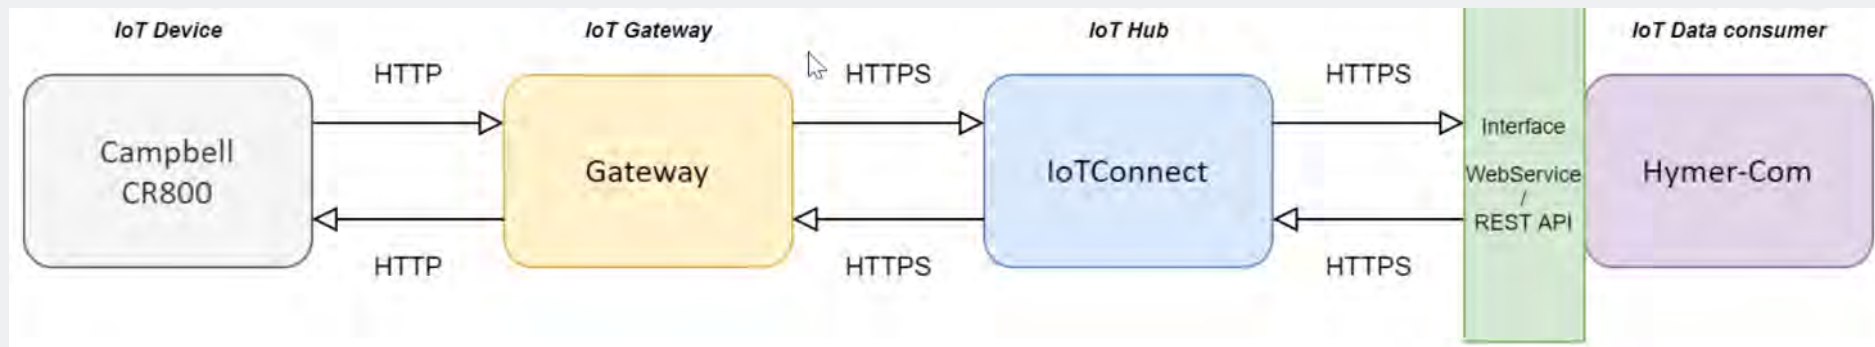 IoT Device
IoT Gateway
IoT Hub
IoT Data consumer
HTTP
HTTPS
HTTPS
Campbell
CR800
Gateway
IoTConnect
Interface
WebService
/
REST API
Hymer-Com
HTTP
HTTPS
HTTPS